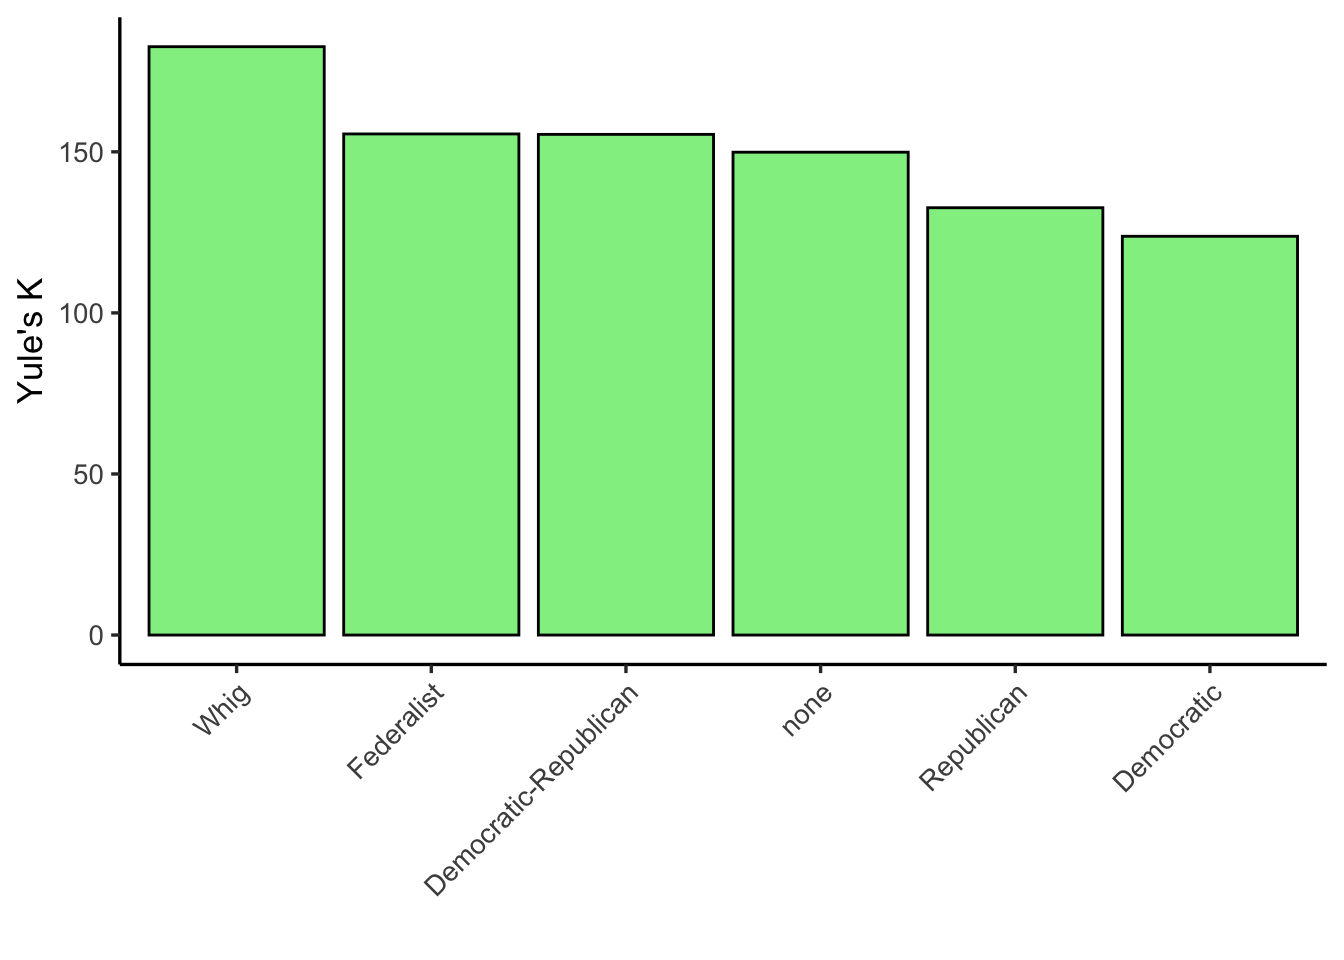 Yule's K
150
100
50
0
Whig
Federalist
Democratic-Republican
none
Republican
Democratic